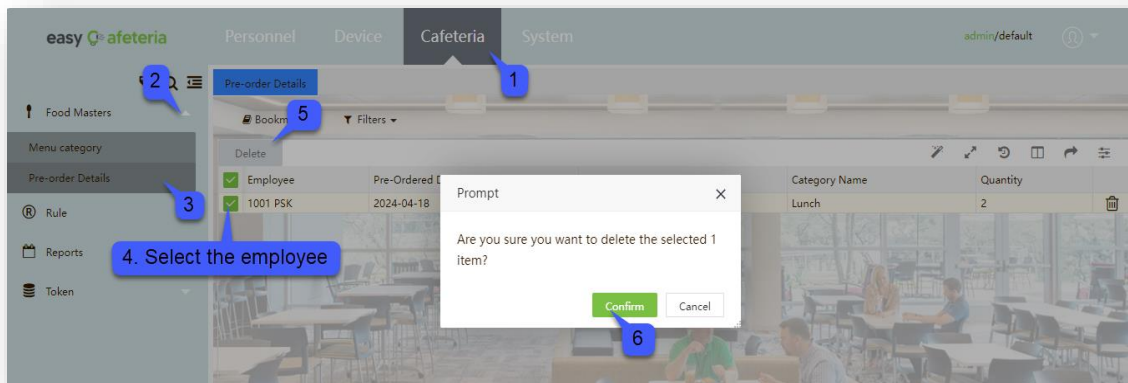 easy Cafeteria
Personnel Device Cafeteria System
admin/default
1
2
Pre-order Details
5
Food Masters
Bookm
Filters
Menu category
Delete
Pre-order Details
3
Employee Pre-Ordered D Category Name Quantity
1001 PSK 2024-04-18 Lunch 2
Rule
Reports
4. Select the employee
Token
Prompt
Are you sure you want to delete the selected 1
item?
Confirm Cancel
6